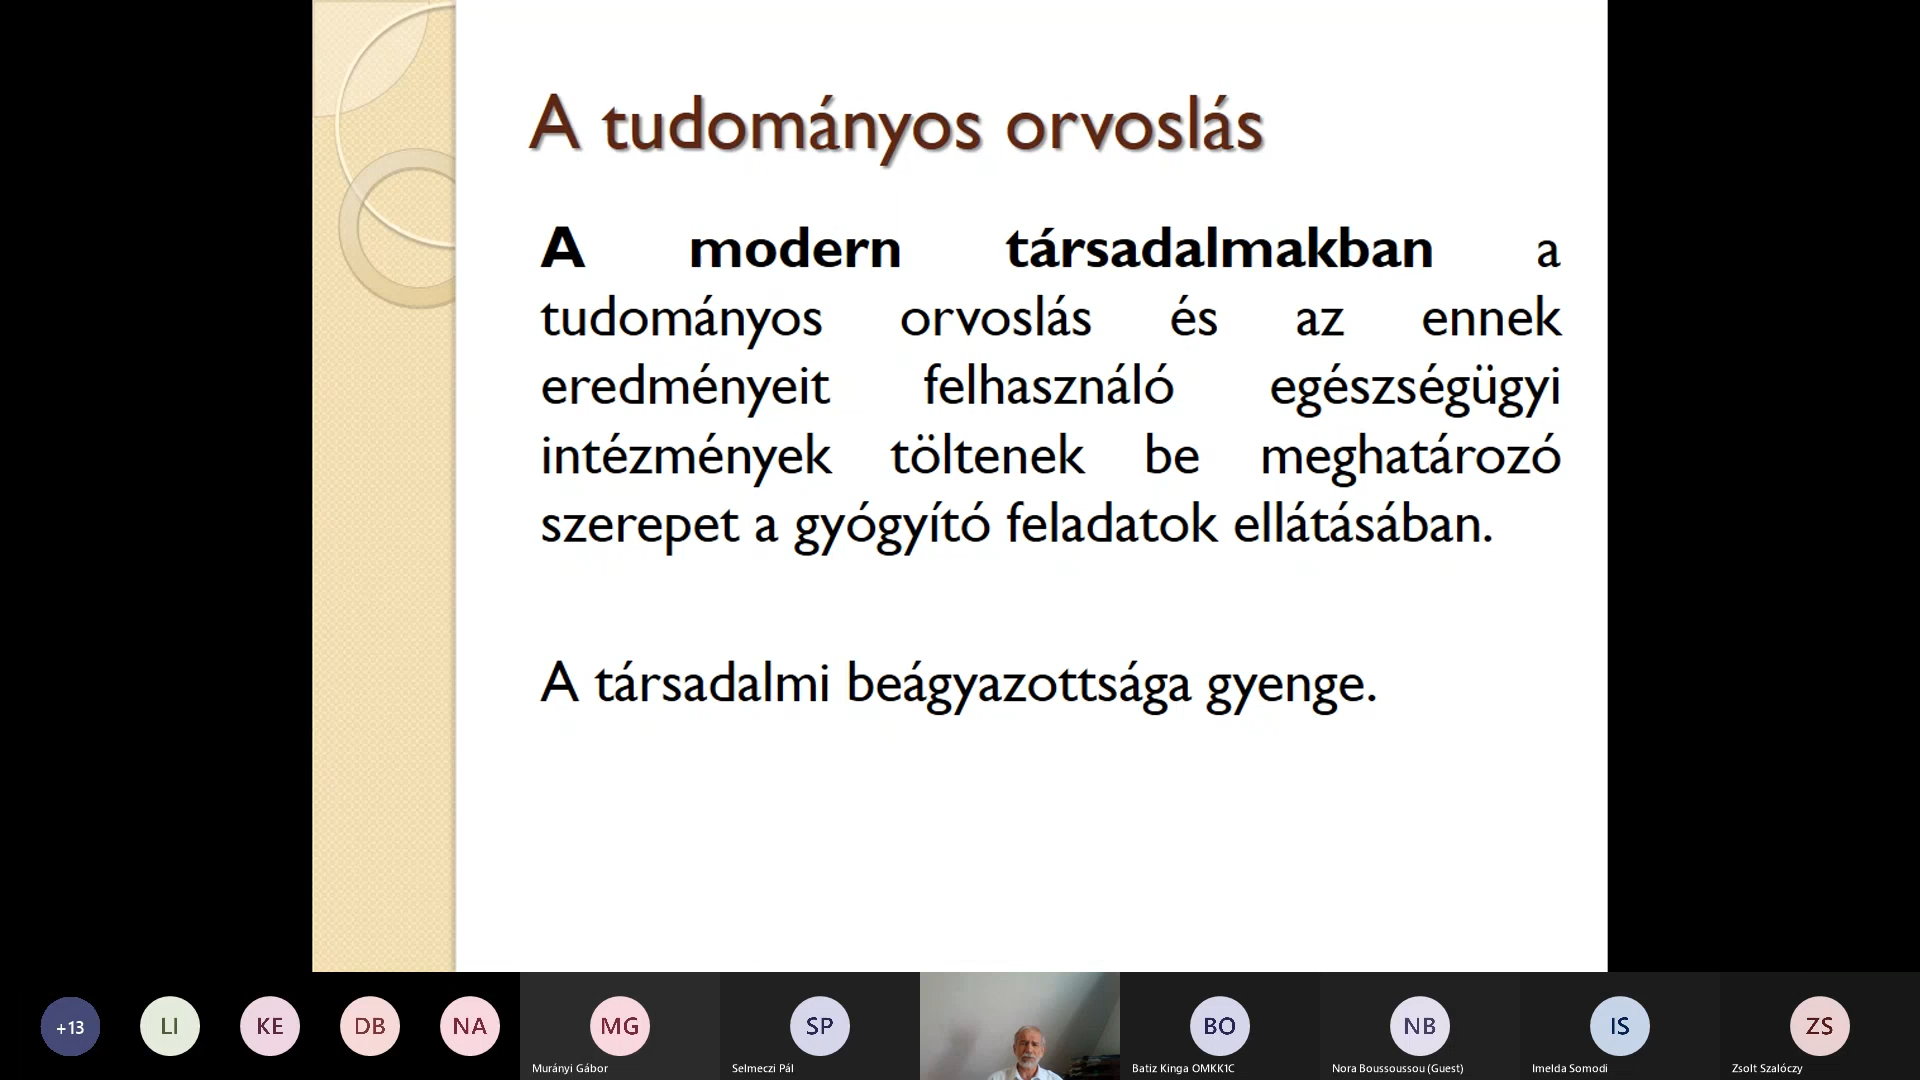 A tudományos orvoslás
A modern társadalmakban a
tudományos orvoslás és az ennek
eredményeit felhasználó egészségügyi
intézmények töltenek be meghatározó
szerepet a gyógyító feladatok ellátásában.
A társadalmi beágyazottsága gyenge.
+13
LI
KE
DB
NA
MG
Murányi Gábor
SP
Selmeczi Pál
BO
Batiz Kinga OMKK1C
NB
Nora Boussoussou (Guest)
IS
Imelda Somodi
ZS
Zsolt Szalóczy